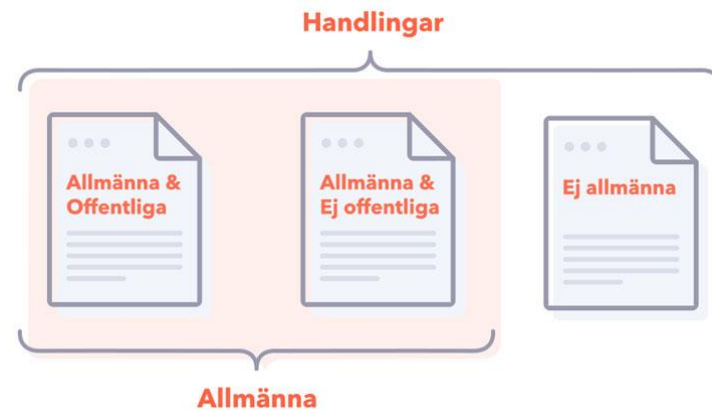 Handlingar
Allmänna &
Offentliga
Allmänna &
Ej offentliga
Ej allmänna
Allmänna